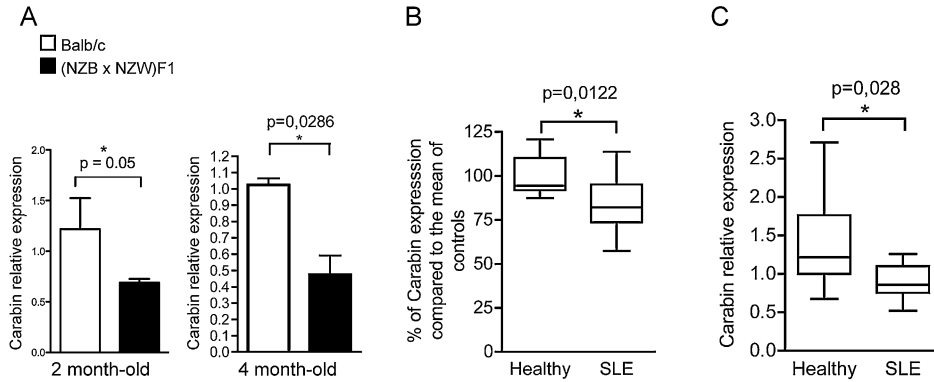 A
Balb/c
(NZB x NZW)F1
Carabin relative expresssion
2.0
1.5
1.0
0.5
0.0
*
p = 0.05
2 month-old
Carabin relative expresssion
1.2
1.1
1.0
0.9
0.8
0.7
0.6
0.5
0.4
0.3
0.2
0.1
0.0
p=0,0286
*
4 month-old
B
% of Carabin expresssion
compared to the mean of
controls
125
100
75
50
25
0
p=0,0122
*
Healthy
SLE
C
Carabin relative expression
3.0
2.5
2.0
1.5
1.0
0.5
0.0
p=0,028
*
Healthy
SLE